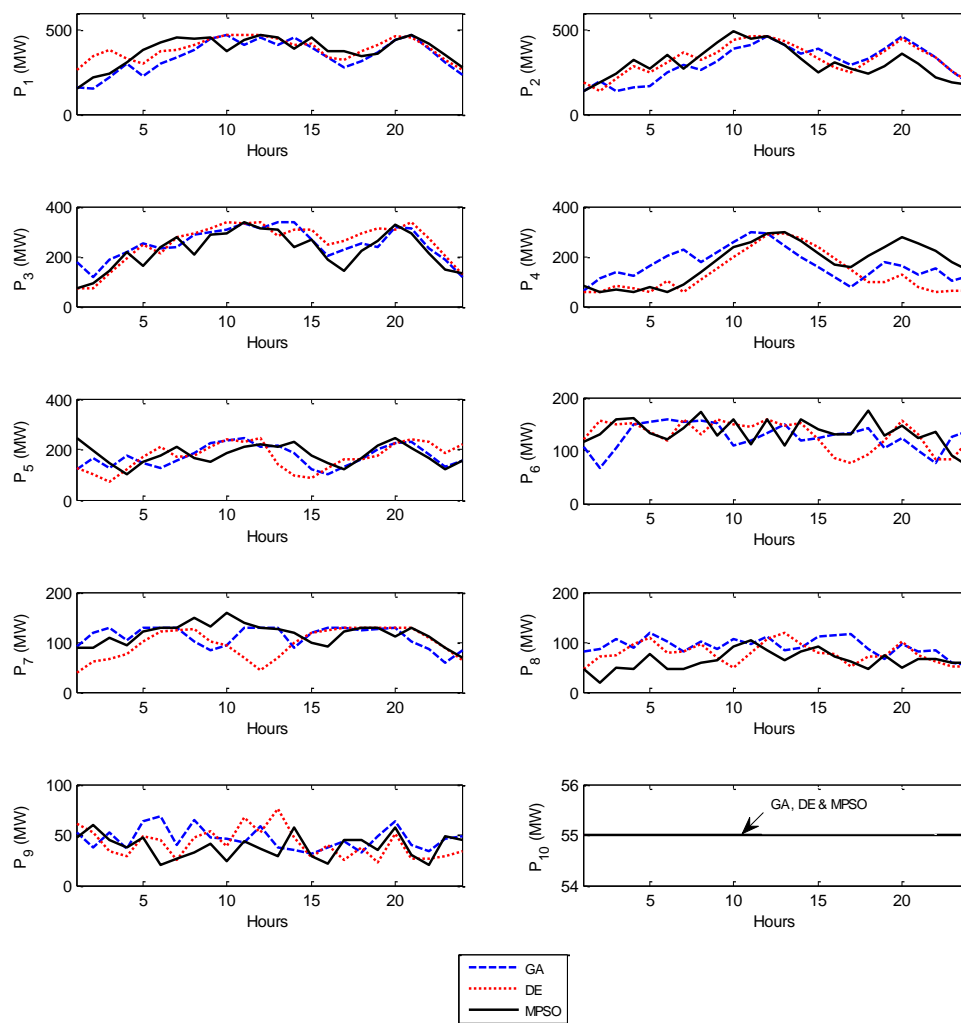 500
0
P1 (MW)
5 10 15 20
Hours
500
0
P2 (MW)
5 10 15 20
Hours
400
200
0
P3 (MW)
5 10 15 20
Hours
400
200
0
P4 (MW)
5 10 15 20
Hours
400
200
0
P5 (MW)
5 10 15 20
Hours
200
100
0
P6 (MW)
5 10 15 20
Hours
200
100
0
P7 (MW)
5 10 15 20
Hours
200
100
0
P8 (MW)
5 10 15 20
Hours
100
50
0
P9 (MW)
5 10 15 20
Hours
56
55
54
P10 (MW)
GA, DE & MPSO
5 10 15 20
Hours
GA
DE
MPSO